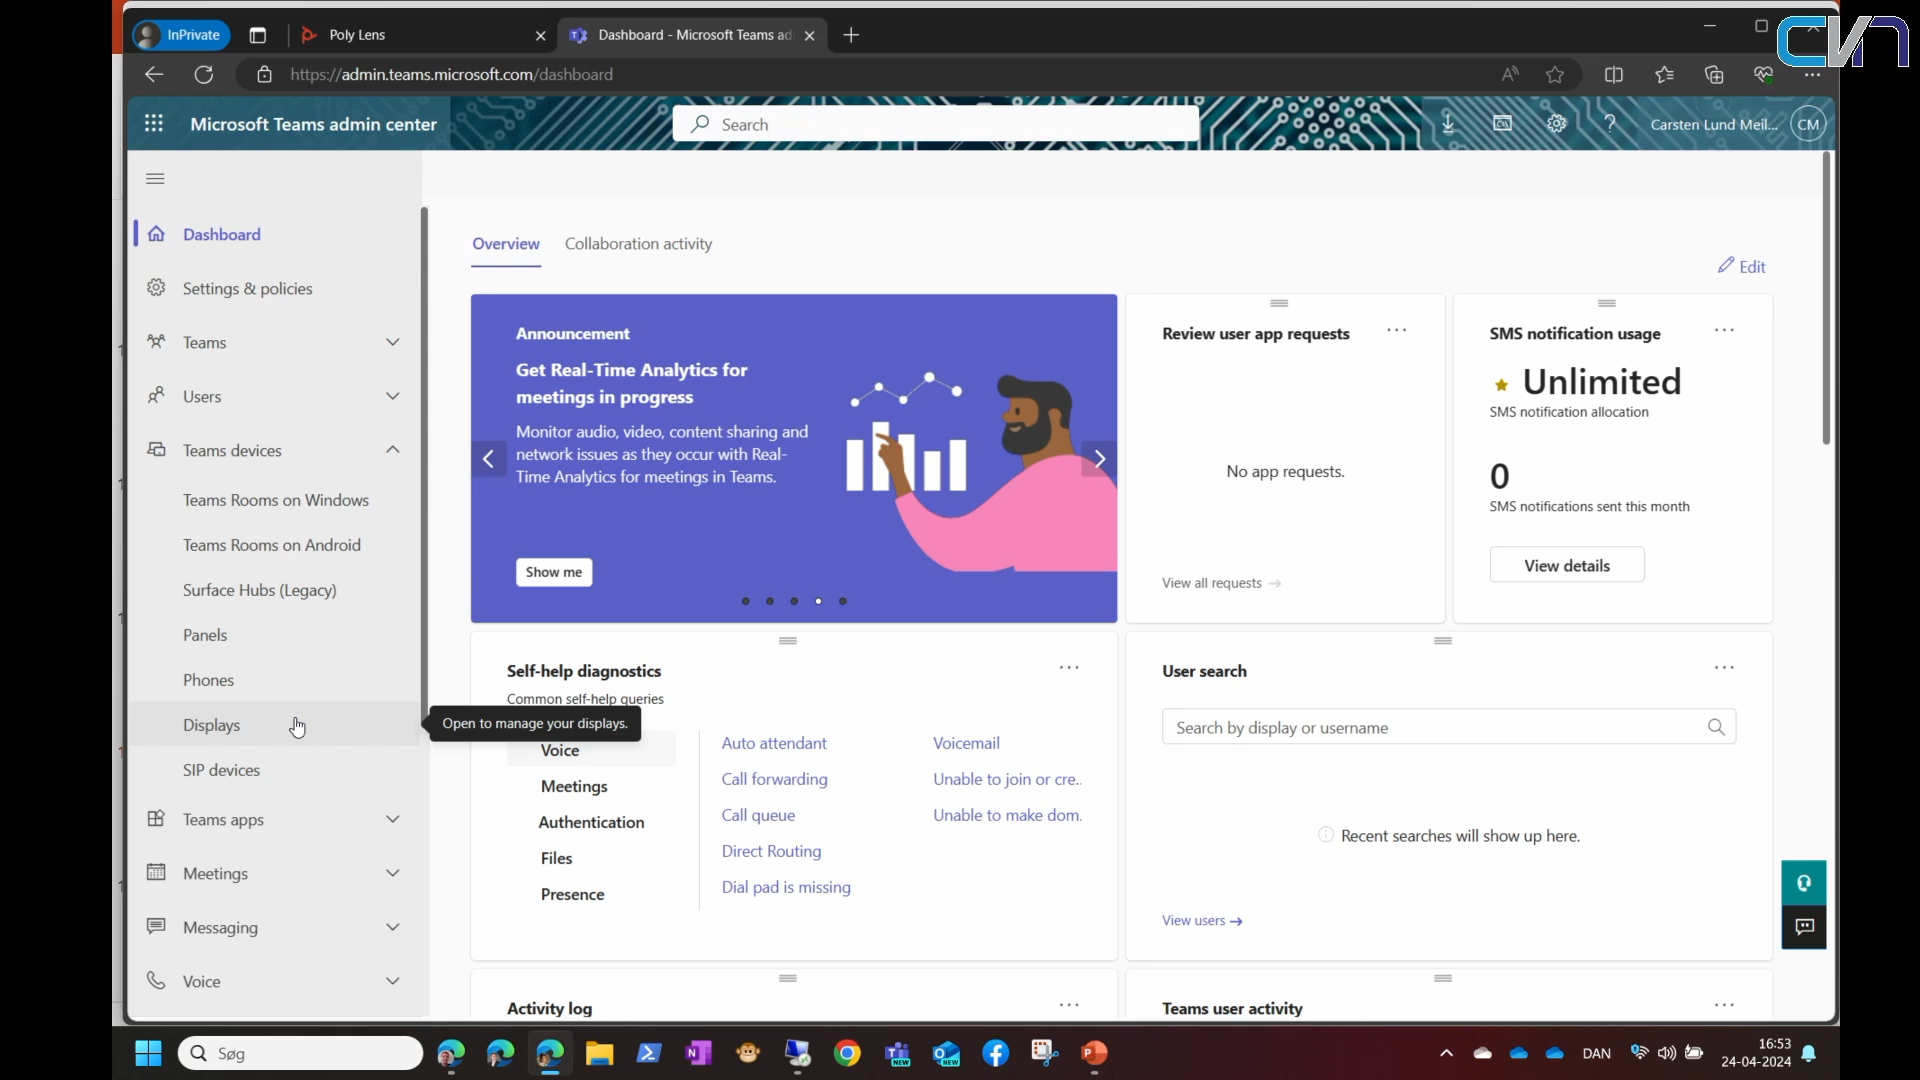 InPrivate
Poly Lens
Dashboard - Microsoft Teams ad
https://admin.teams.microsoft.com/dashboard
CVN
Microsoft Teams admin center
Search
Carsten Lund Meil...
CM
Dashboard
Settings & policies
Teams
Users
Teams devices
Teams Rooms on Windows
Teams Rooms on Android
Surface Hubs (Legacy)
Panels
Phones
Displays
SIP devices
Teams apps
Meetings
Messaging
Voice
Open to manage your displays.
Overview
Collaboration activity
Edit
Announcement
Get Real-Time Analytics for
meetings in progress
Monitor audio, video, content sharing and
network issues as they occur with Real-
Time Analytics for meetings in Teams.
Show me
Review user app requests
No app requests.
View all requests
SMS notification usage
Unlimited
SMS notification allocation
0
SMS notifications sent this month
View details
Self-help diagnostics
Common self-help queries
Voice
Meetings
Authentication
Files
Presence
Auto attendant
Call forwarding
Call queue
Direct Routing
Dial pad is missing
Voicemail
Unable to join or cre..
Unable to make dom.
User search
Search by display or username
Recent searches will show up here.
View users
Activity log
Teams user activity
Søg
NEW
NEW
DAN
16:53
24-04-2024